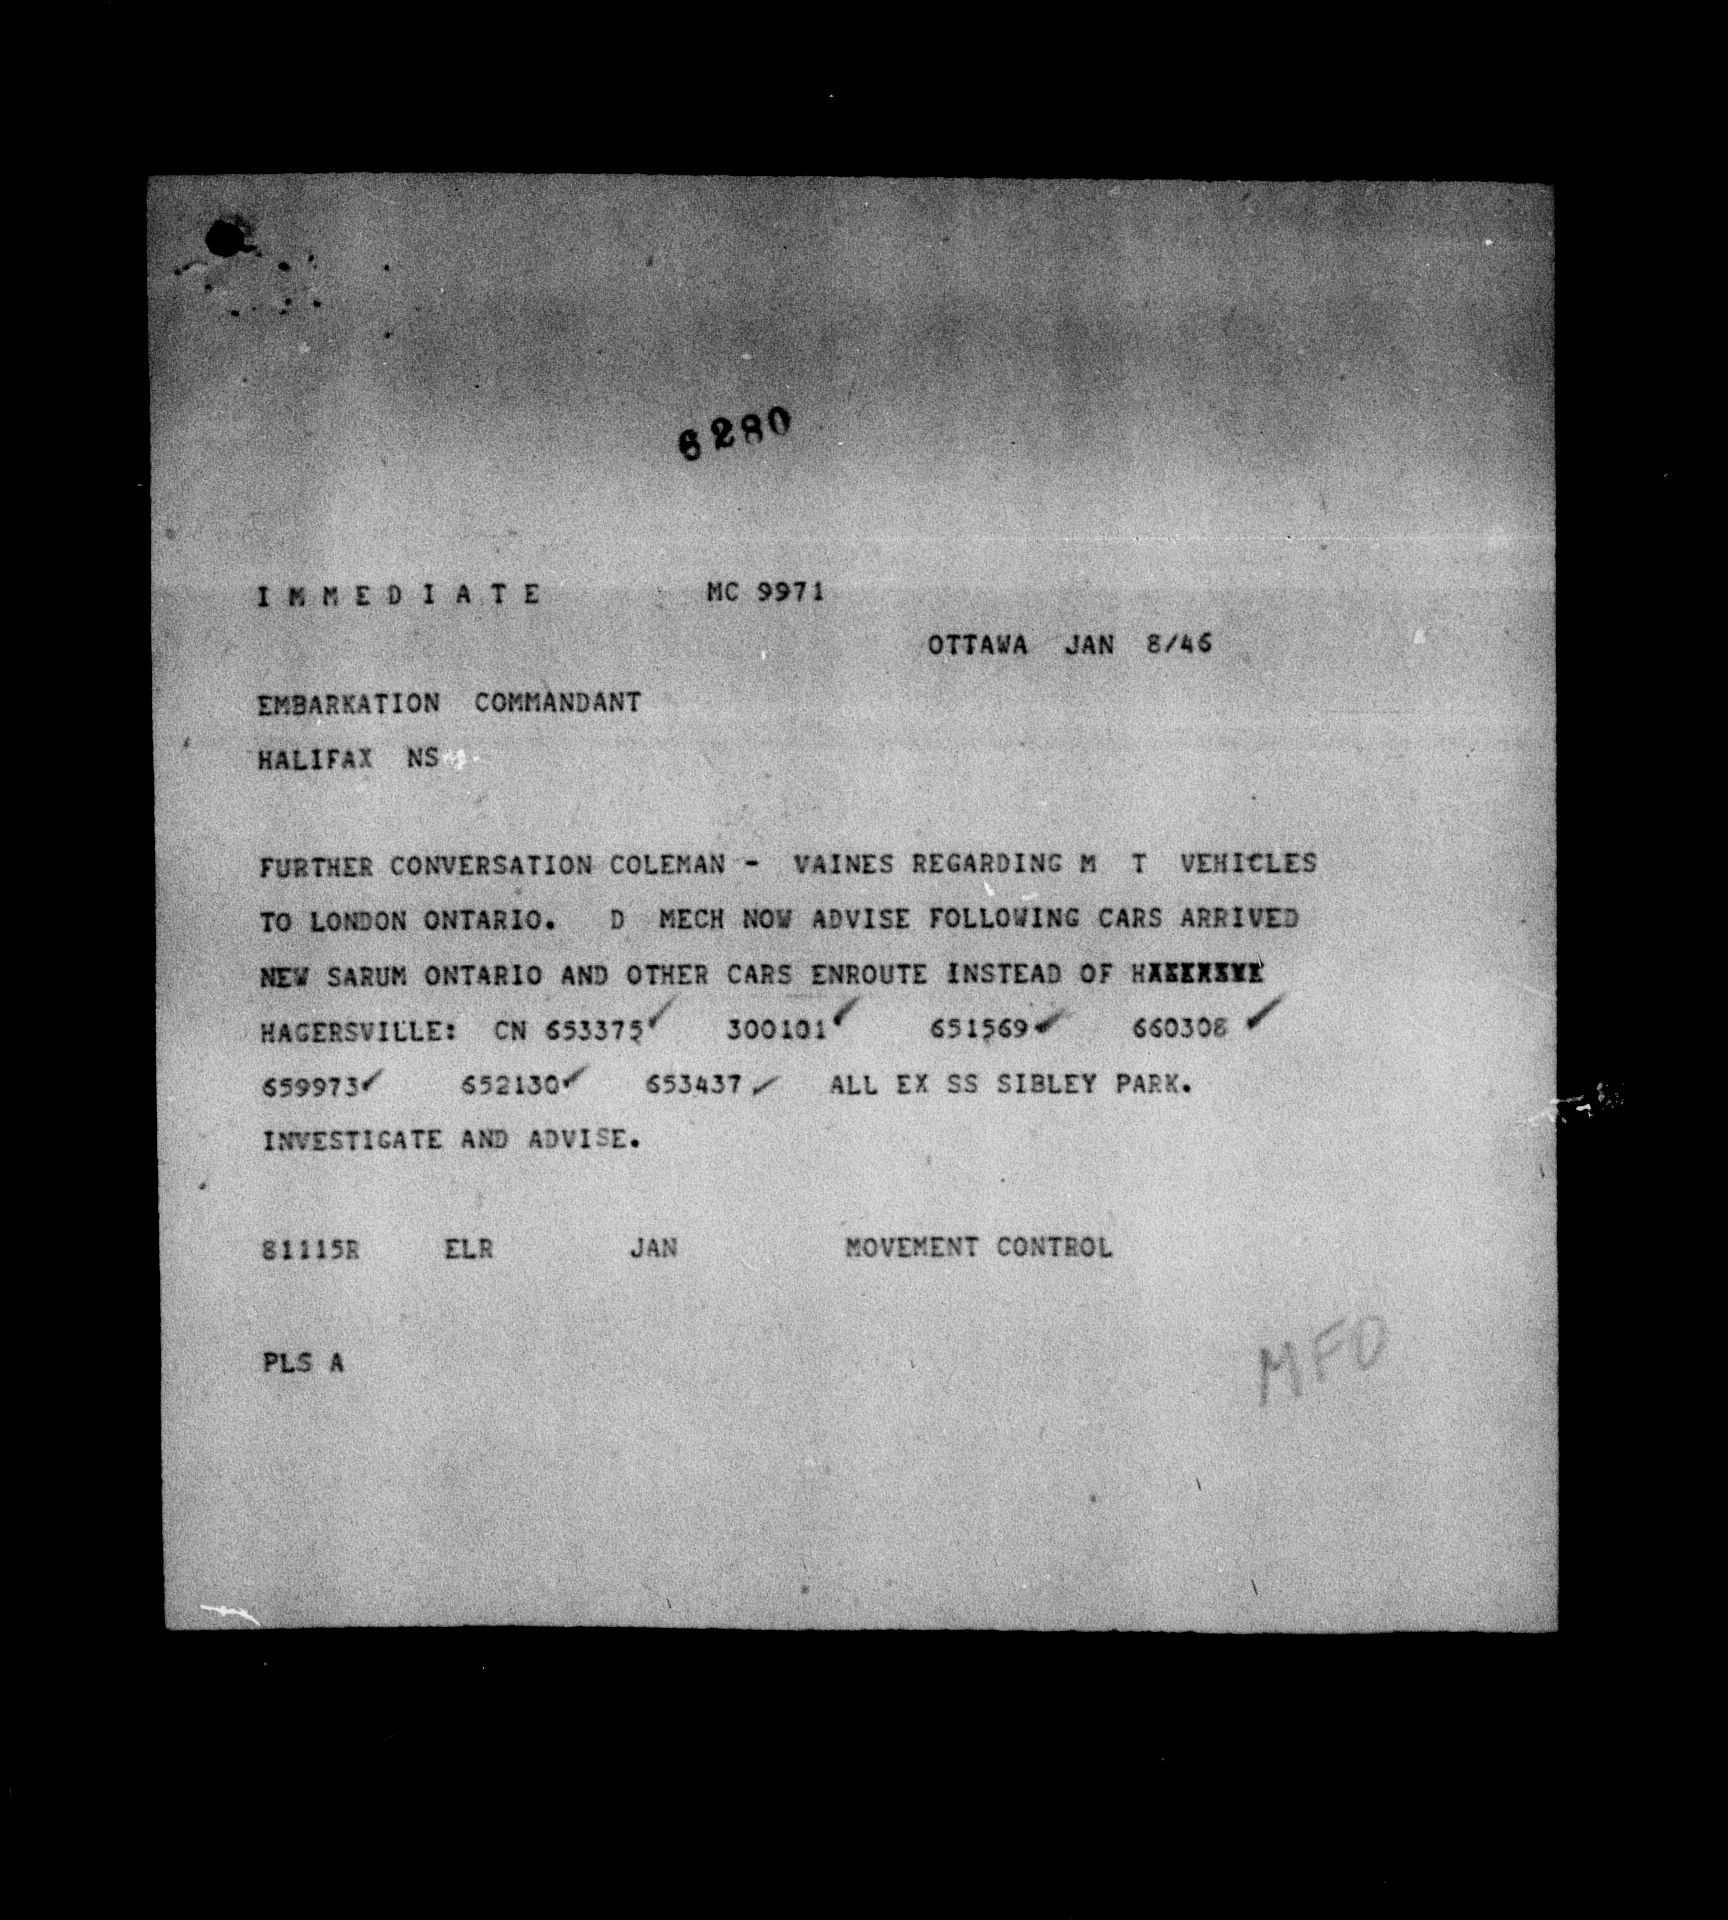 6280
I M M E D I A T E MC 9971
OTTAWA JAN 8/46
EMBARKATION COMMANDANT
HALIFAX NS
FURTHER CONVERSATION COLEMAN - VAINES REGARDING M T VEHICLES
TO LONDON ONTARIO. D MECH NOW ADVISE FOLLOWING CARS ARRIVED
NEW SARUM ONTARIO AND OTHER CARS ENROUTE INSTEAD OF
HAGERSVILLE: CN 653375✓ 300101✓ 651569✓ 660308 ✓
659973✓ 652130✓ 653437 ✓ ALL EX SS SIBLEY PARK.
INVESTIGATE AND ADVISE.
81115R ELR JAN MOVEMENT CONTROL
PLS A
MFO